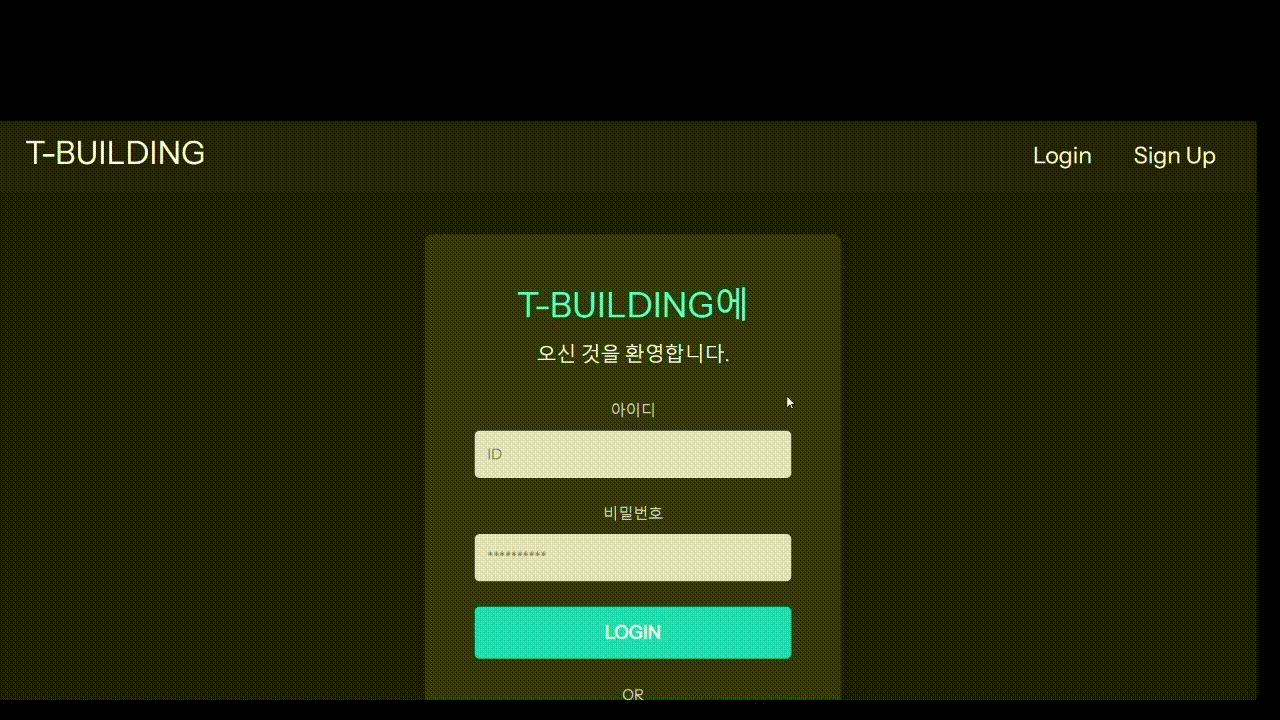 T-BUILDING
Login
Sign Up
T-BUILDING에
오신 것을 환영합니다.
아이디
ID
비밀번호
**********
LOGIN
OR